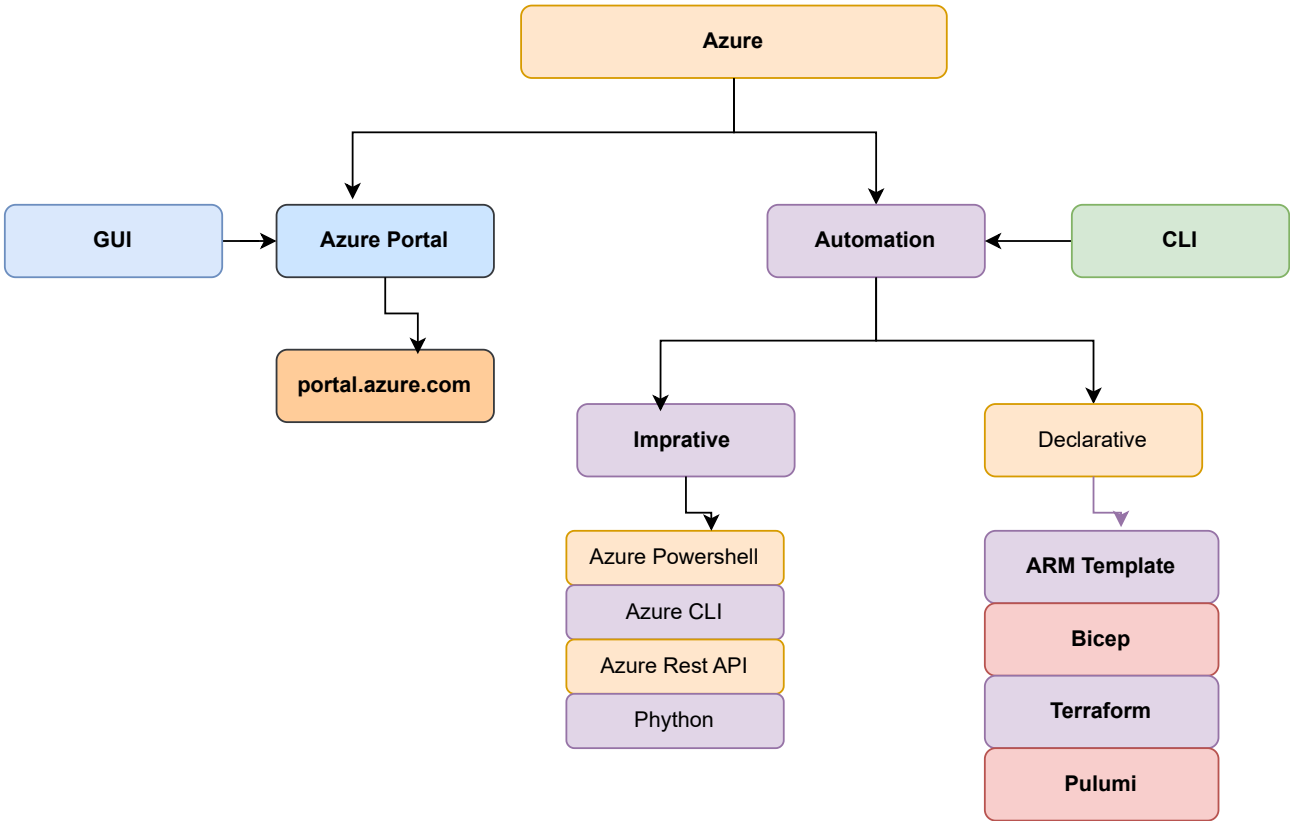 Azure
GUI
Azure Portal
Automation
CLI
portal.azure.com
Imprative
Declarative
Azure Powershell
Azure CLI
Azure Rest API
Phython
ARM Template
Bicep
Terraform
Pulumi